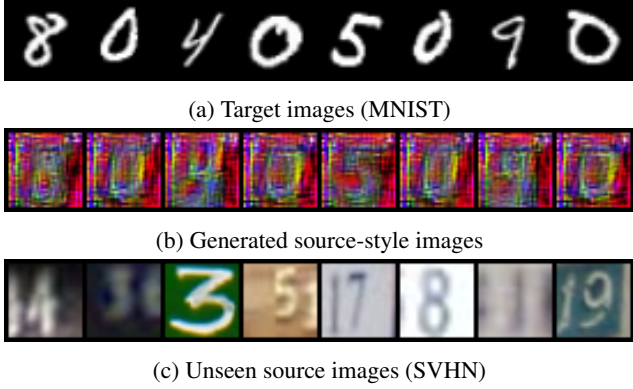 8 0 4 0 5 0 9 0
(a) Target images (MNIST)
(b) Generated source-style images
3 5 17 8 19
(c) Unseen source images (SVHN)